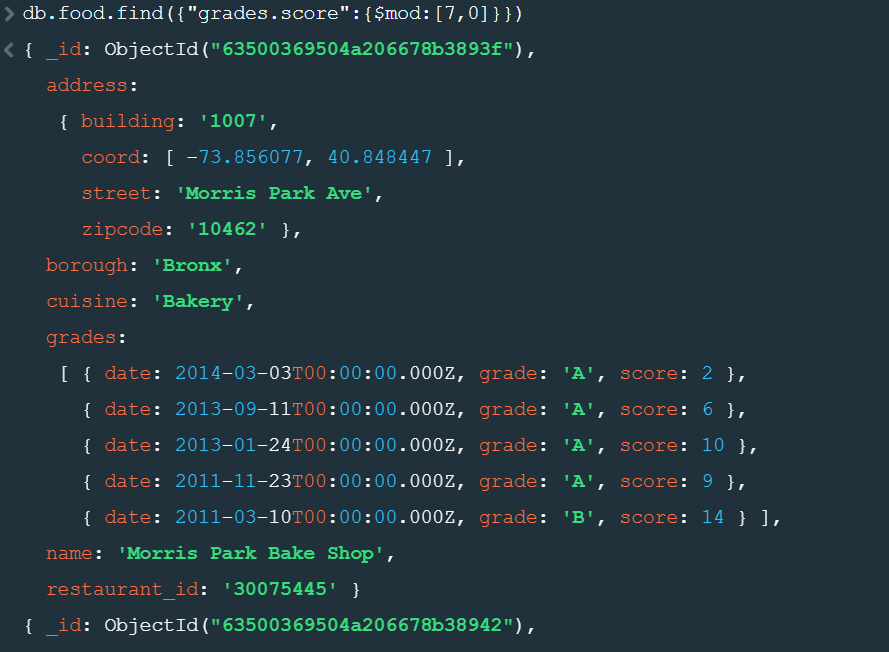 > db.food.find({"grades.score":{$mod:[7,0]}})
< { _id: ObjectId("63500369504a206678b3893f"),
address:
{ building: '1007',
coord: [ -73.856077, 40.848447 ],
street: 'Morris Park Ave',
zipcode: '10462' },
borough: 'Bronx',
cuisine: 'Bakery',
grades:
[ { date: 2014-03-03T00:00:00.000Z, grade: 'A', score: 2 },
{ date: 2013-09-11T00:00:00.000Z, grade: 'A', score: 6 },
{ date: 2013-01-24T00:00:00.000Z, grade: 'A', score: 10 },
{ date: 2011-11-23T00:00:00.000Z, grade: 'A', score: 9 },
{ date: 2011-03-10T00:00:00.000Z, grade: 'B', score: 14 } ],
name: 'Morris Park Bake Shop',
restaurant_id: '30075445' }
{ _id: ObjectId("63500369504a206678b38942"),